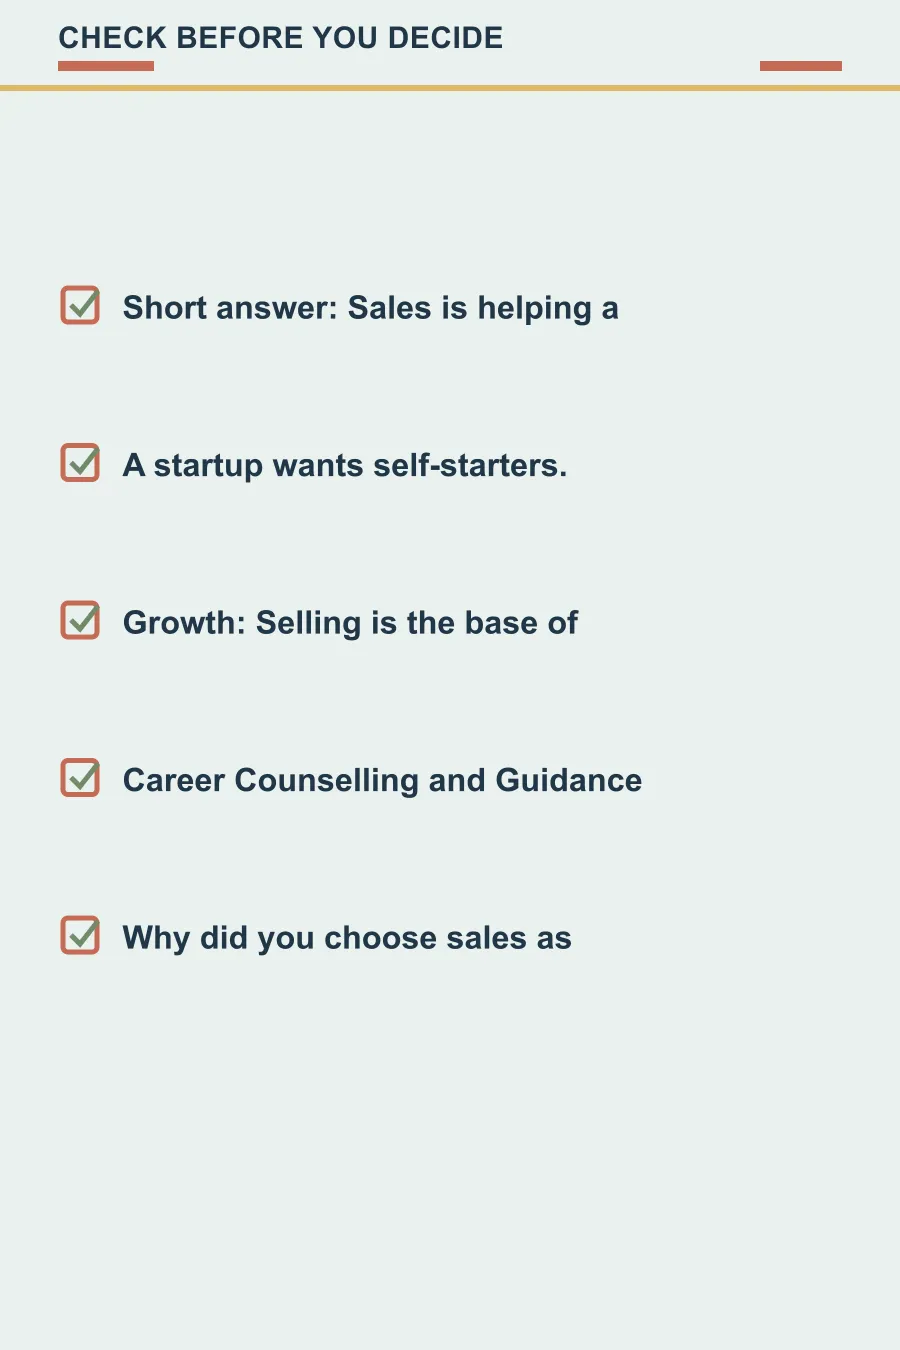 CHECK BEFORE YOU DECIDE
Short answer: Sales is helping a
A startup wants self-starters.
Growth: Selling is the base of
Career Counselling and Guidance
Why did you choose sales as